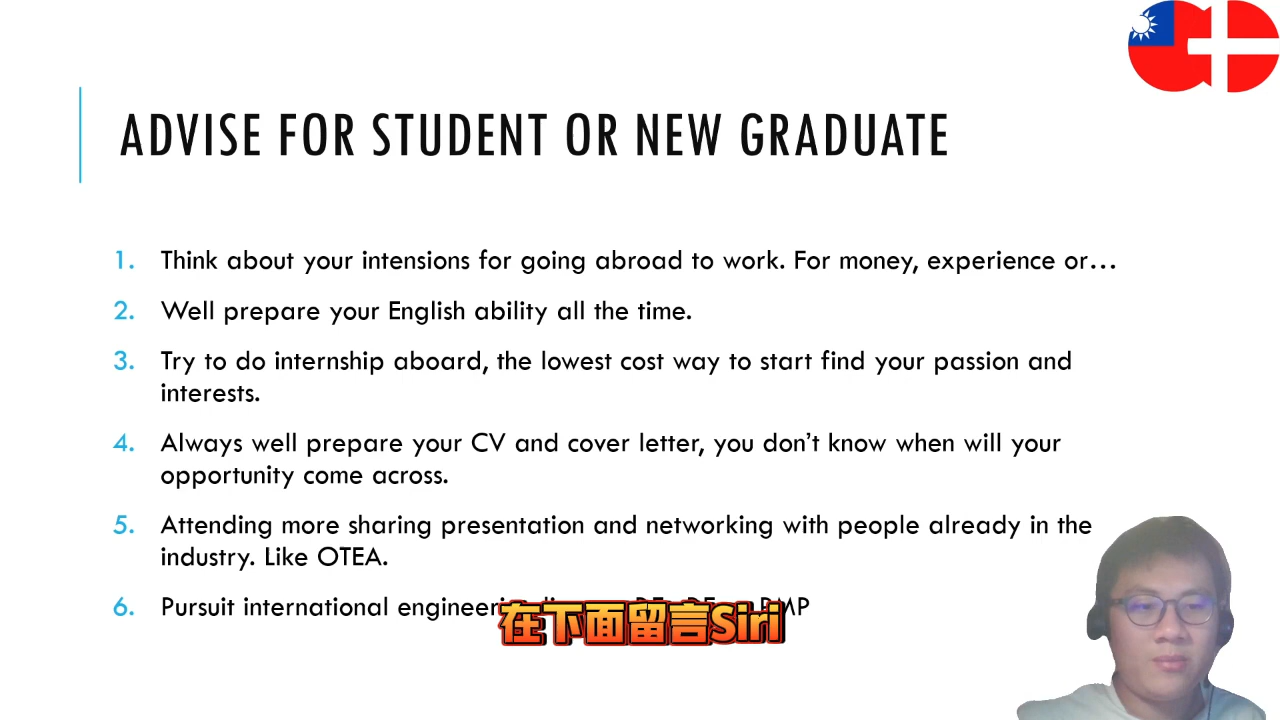 ADVISE FOR STUDENT OR NEW GRADUATE
1. Think about your intensions for going abroad to work. For money, experience or…
2. Well prepare your English ability all the time.
3. Try to do internship aboard, the lowest cost way to start find your passion and
interests.
4. Always well prepare your CV and cover letter, you don’t know when will your
opportunity come across.
5. Attending more sharing presentation and networking with people already in the
industry. Like OTEA.
6. Pursuit international
在下面留言Siri